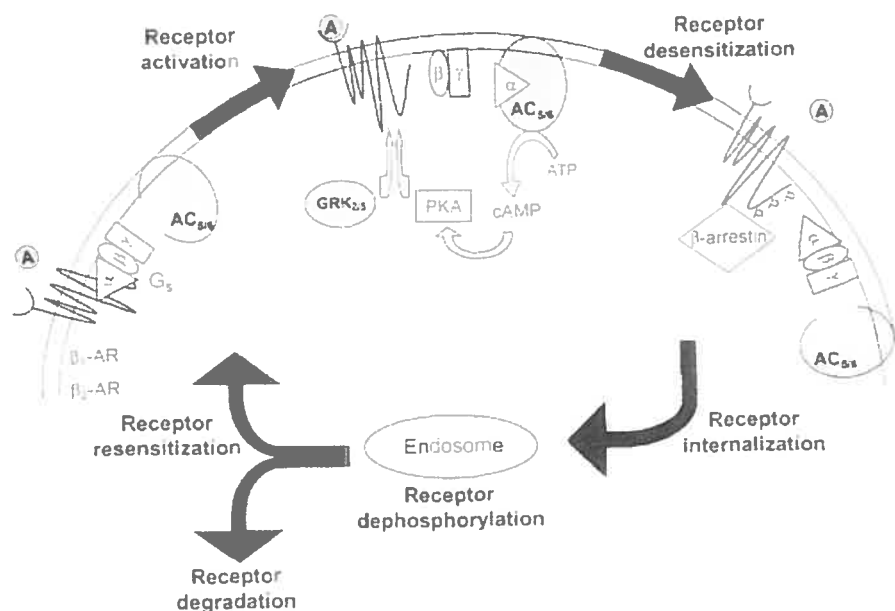 Receptor
activation
A
β γ
α
AC5/6
ATP
cAMP
PKA
GRK2/5
Receptor
desensitization
A
P P P
β-arrestin
α
β
γ
AC5/6
AC5/6
γ
β
α
Gs
A
β1-AR
β2-AR
Receptor
internalization
Endosome
Receptor
dephosphorylation
Receptor
resensitization
Receptor
degradation